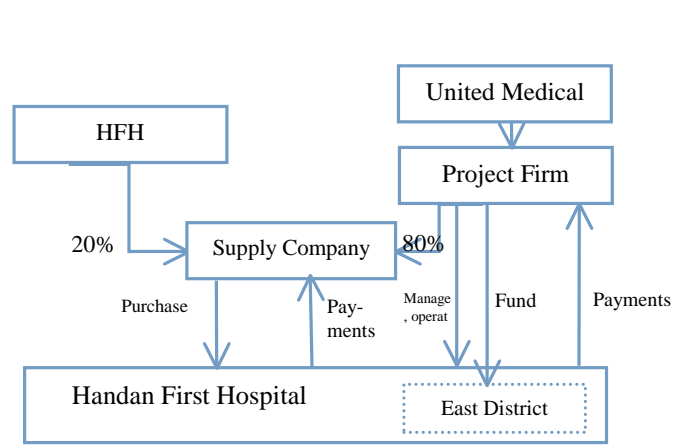 United Medical
HFH
Project Firm
20%
Supply Company
80%
Purchase
Pay-
ments
Manage
, operat
Fund
Payments
Handan First Hospital
East District